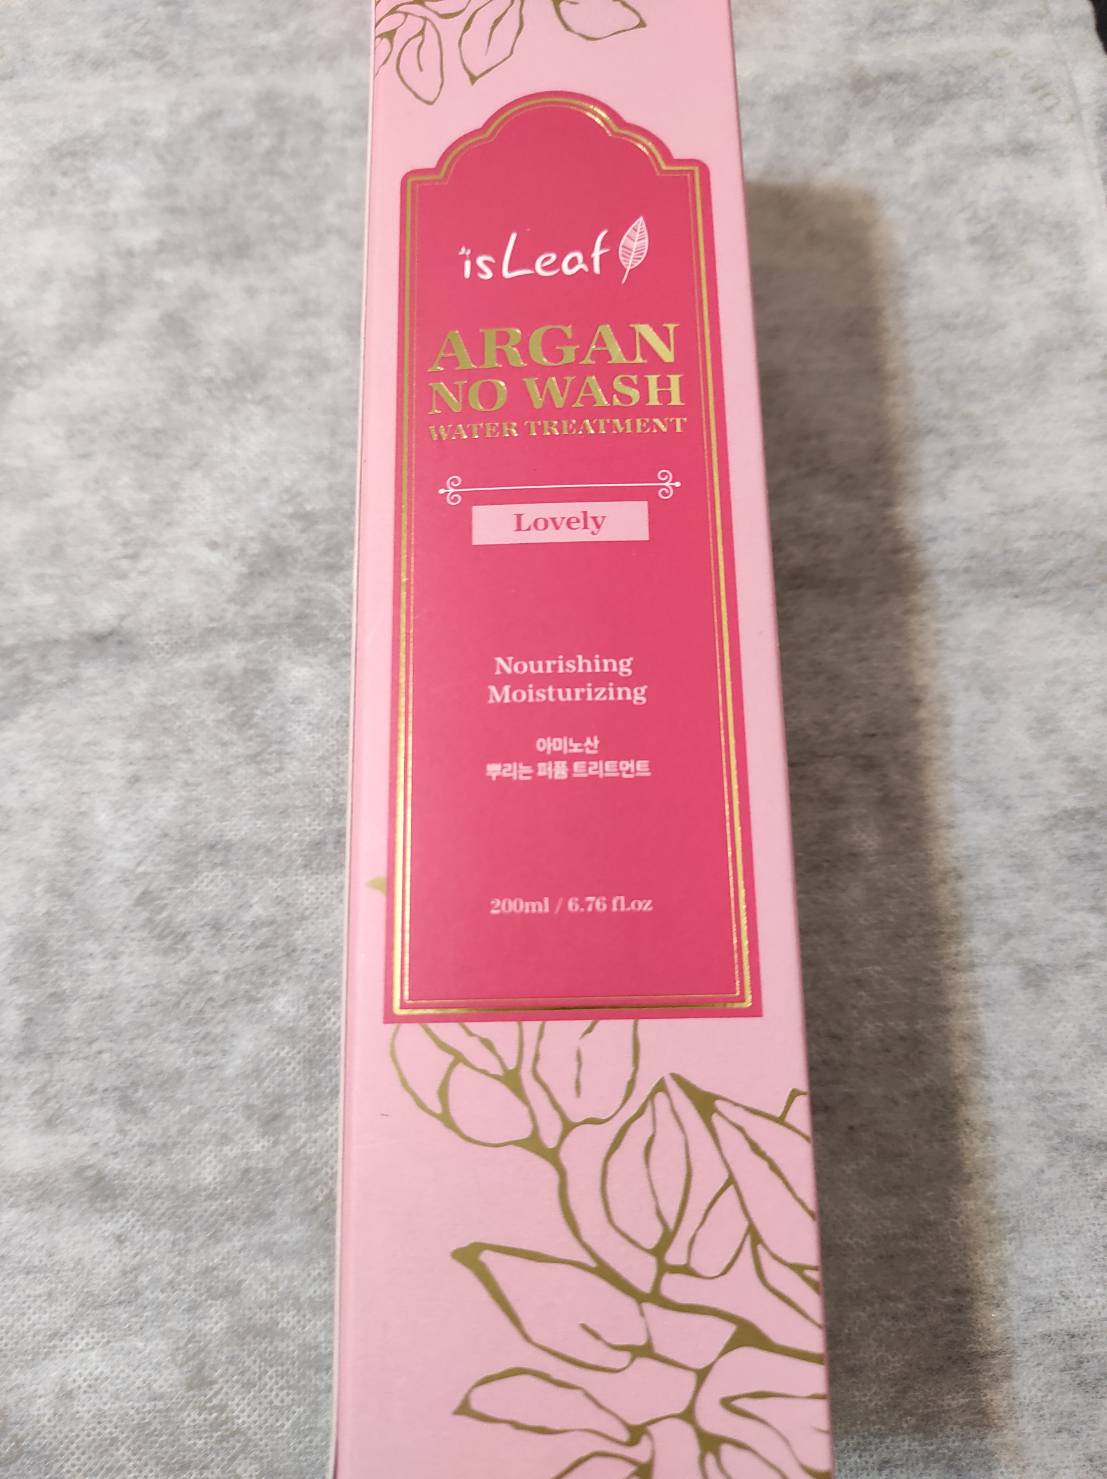 isLeaf
ARGAN
NO WASH
WATER TREATMENT
Lovely
Nourishing
Moisturizing
아미노산
뿌리는 퍼퓸 트리트먼트
200ml / 6.76 fl.oz